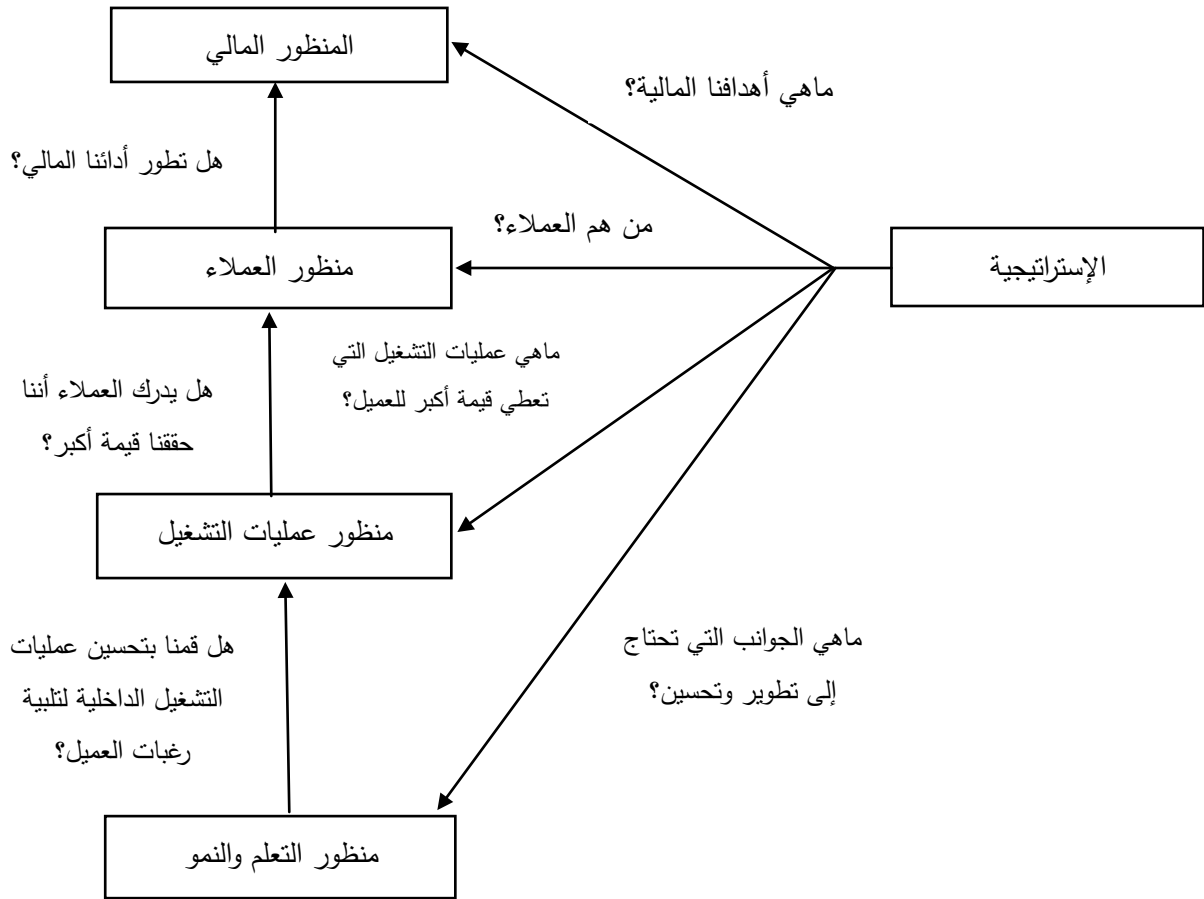 المنظور المالي
ماهي أهدافنا المالية؟
هل تطور أدائنا المالي؟
من هم العملاء؟
الإستراتيجية
منظور العملاء
ماهي عمليات التشغيل التي
تعطي قيمة أكبر للعميل؟
هل يدرك العملاء أننا
حققنا قيمة أكبر؟
منظور عمليات التشغيل
ماهي الجوانب التي تحتاج
إلى تطوير وتحسين؟
هل قمنا بتحسين عمليات
التشغيل الداخلية لتلبية
رغبات العميل؟
منظور التعلم والنمو